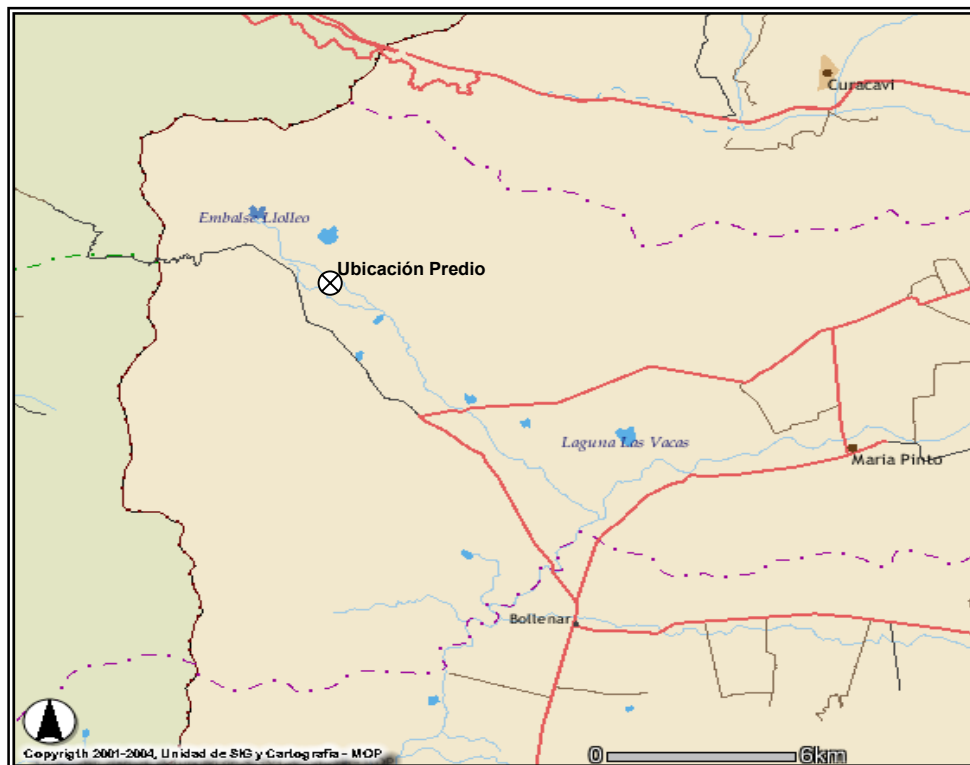 Curacaví
Embalse Llolleo
Ubicación Predio
Laguna Las Vacas
María Pinto
Bollenar
Copyrigth 2001-2004, Unidad de SIG y Cartografía - MOP
0 6km